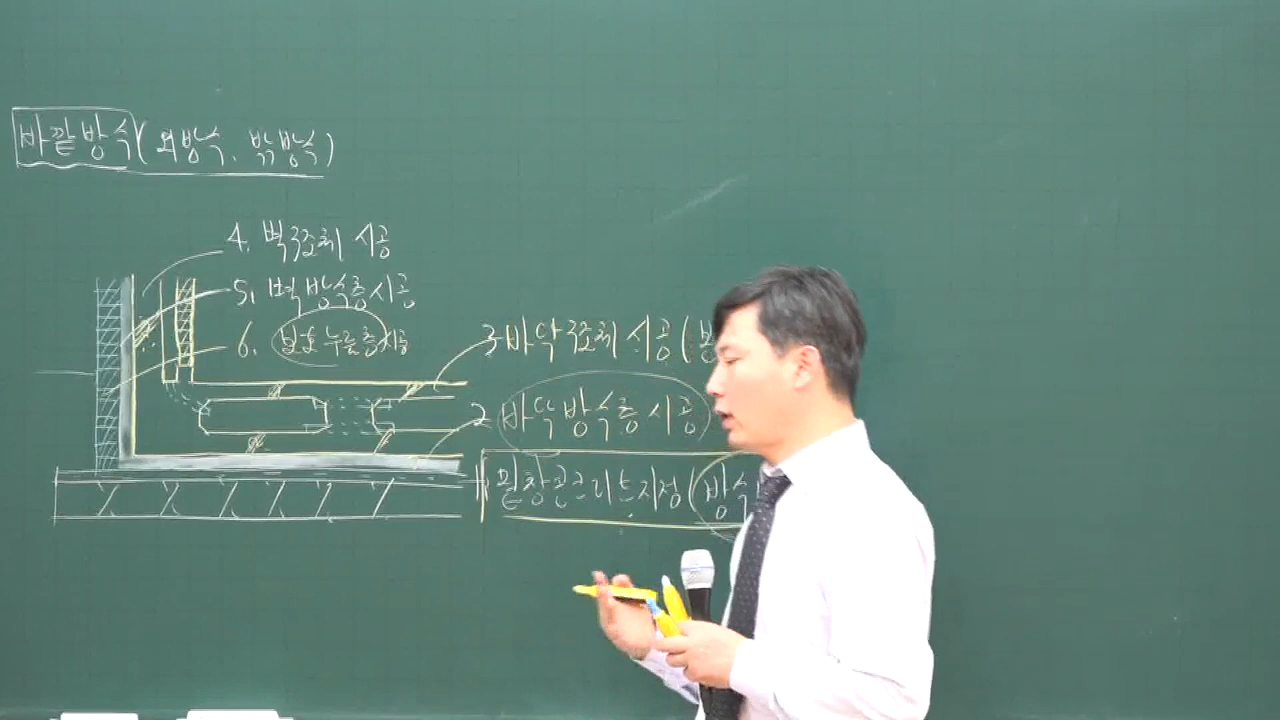 바깥방수(외방수, 밖방수)
4. 벽구조체 시공
5. 벽 방수층 시공
6. 보호누름층 시공
3 바닥구조체 시공(
2. 바닥방수층 시공
1. 밑창콘크리트 지정(방수